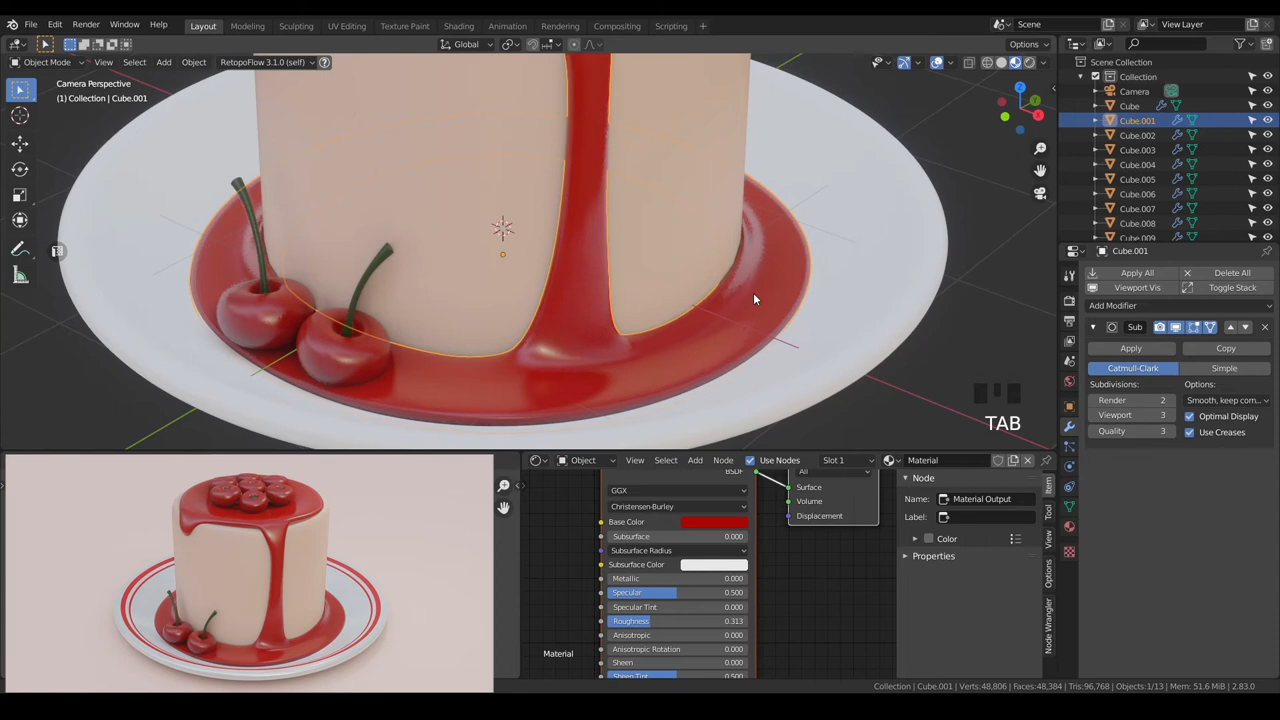 File Edit Render Window Help Layout Modeling Sculpting UV Editing Texture Paint Shading Animation Rendering Compositing Scripting + Scene View Layer
Global Options
Object Mode View Select Add Object RetopoFlow 3.1.0 (self) ?
Camera Perspective
(1) Collection | Cube.001
Scene Collection
Collection
Camera
Cube
Cube.001
Cube.002
Cube.003
Cube.004
Cube.005
Cube.006
Cube.007
Cube.008
Cube.009
Cube.001
Apply All Delete All
Viewport Vis Toggle Stack
Add Modifier
Sub
Apply Copy
Catmull-Clark Simple
Subdivisions: Options:
Render 2 Smooth, keep com...
Viewport 3 Optimal Display
Quality 3 Use Creases
TAB
Object View Select Add Node Use Nodes Slot 1 Material
BSDF
GGX
Christensen-Burley
Base Color
Subsurface 0.000
Subsurface Radius
Subsurface Color
Metallic 0.000
Specular 0.500
Specular Tint 0.000
Roughness 0.313
Anisotropic 0.000
Anisotropic Rotation 0.000
Sheen 0.000
Sheen Tint 0.500
All
Surface
Volume
Displacement
Material
Node
Name: Material Output
Label:
Color
Properties
Item
Tool
View
Options
Node Wrangler
Collection | Cube.001 | Verts:48,806 | Faces:48,384 | Tris:96,768 | Objects:1/13 | Mem: 51.6 MiB | 2.83.0